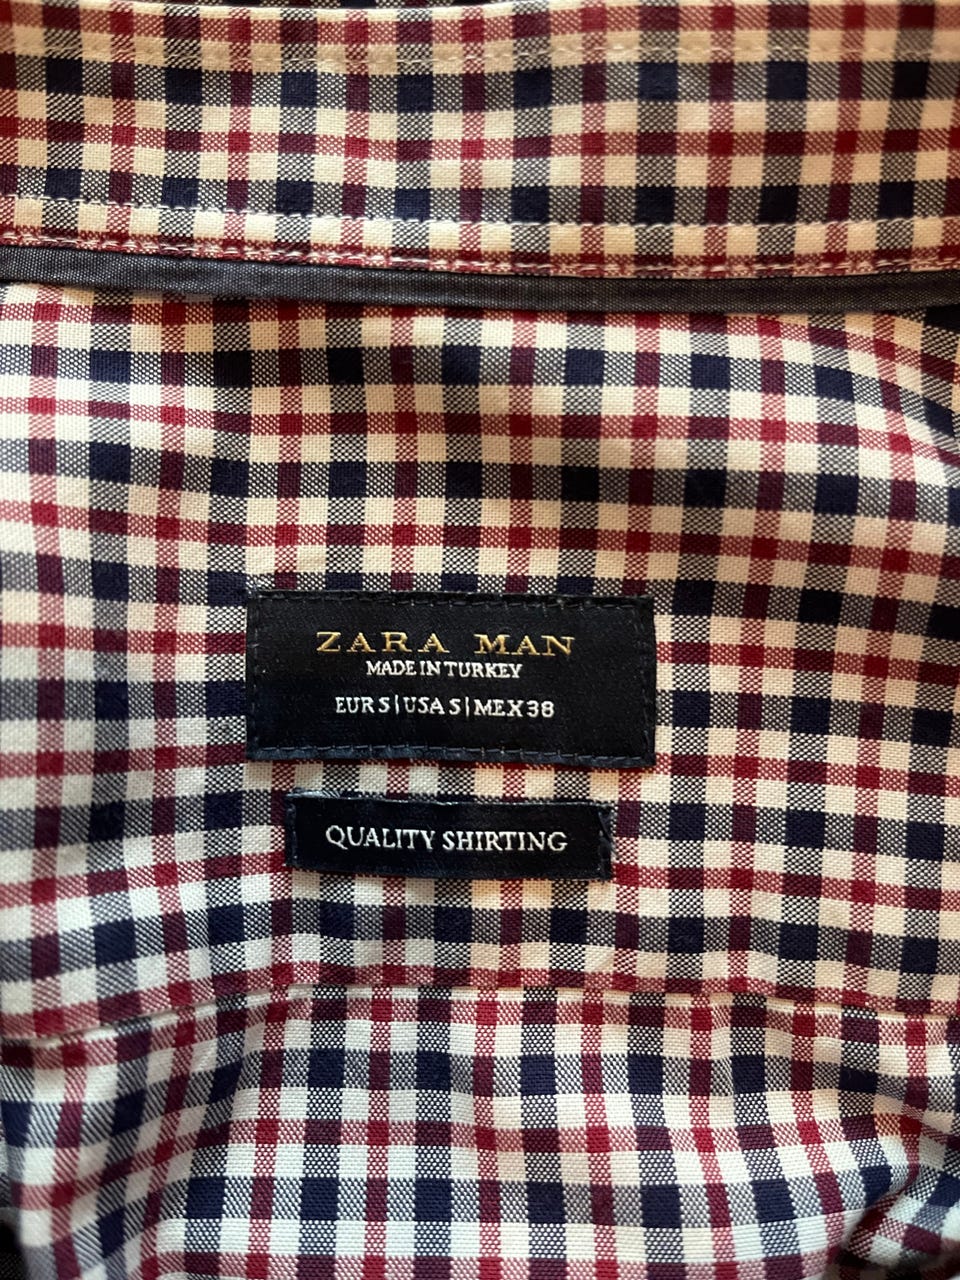 ZARA MAN
MADE IN TURKEY
EUR S|USA S|MEX 38
QUALITY SHIRTING